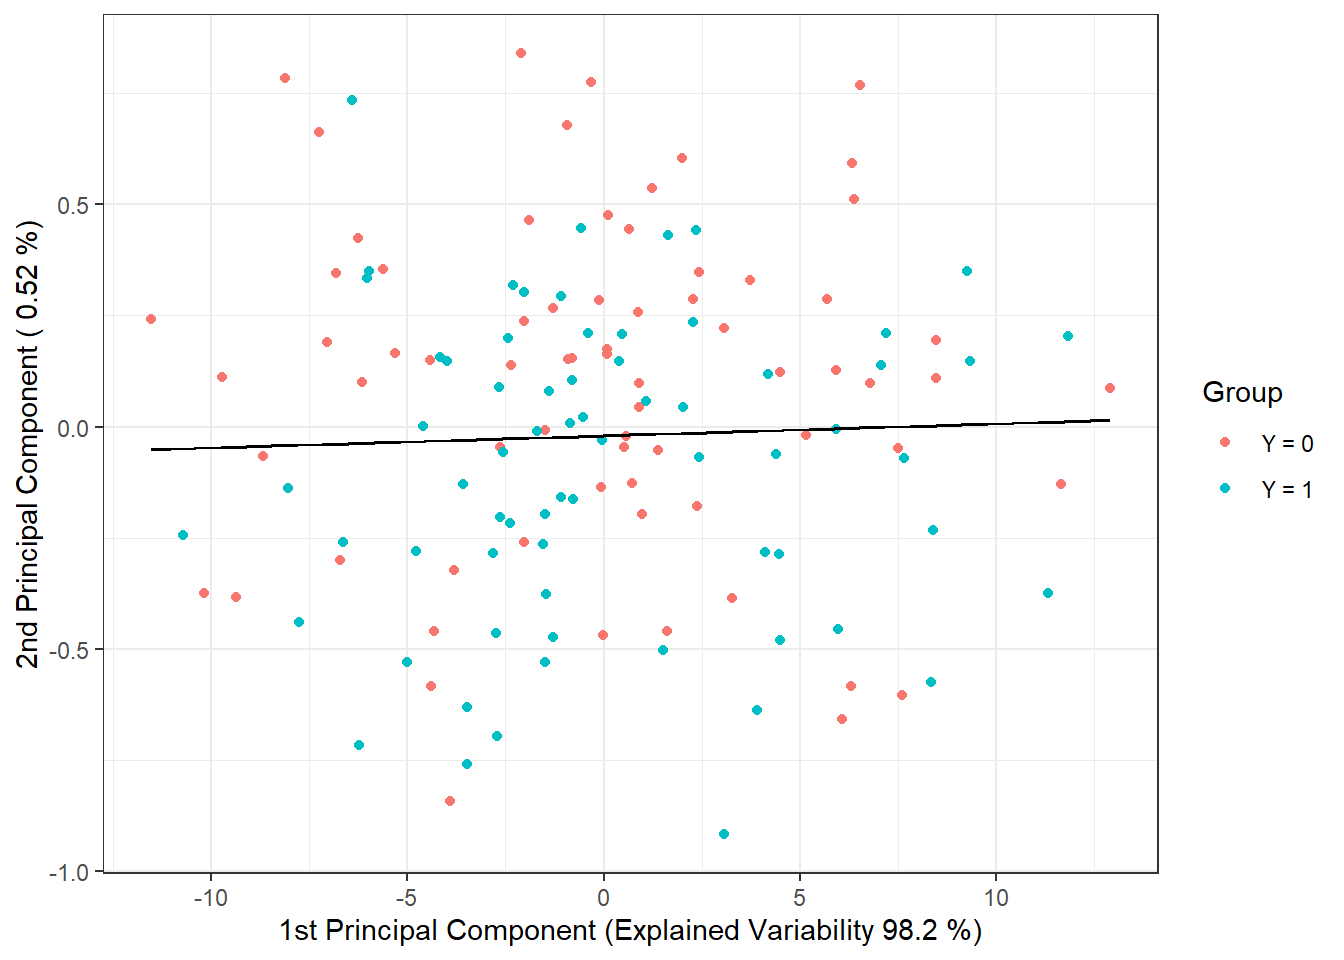 2nd Principal Component ( 0.52 %)
0.5
0.0
-0.5
-1.0
-10
-5
0
5
10
1st Principal Component (Explained Variability 98.2 %)
Group
Y = 0
Y = 1